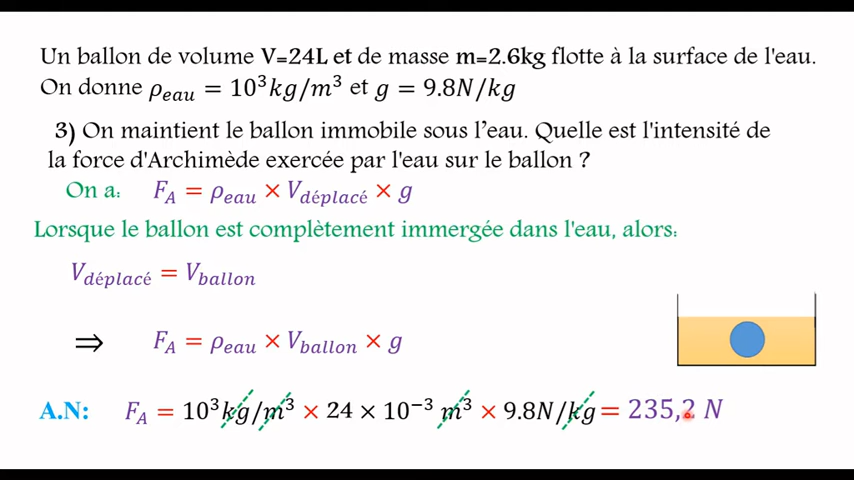 Un ballon de volume V=24L et de masse m=2.6kg flotte à la surface de l'eau.
On donne ρeau = 10³kg/m³ et g = 9.8N/kg
3) On maintient le ballon immobile sous l'eau. Quelle est l'intensité de
la force d'Archimède exercée par l'eau sur le ballon ?
On a: F_A = ρeau × Vdéplacé × g
Lorsque le ballon est complètement immergée dans l'eau, alors:
Vdéplacé = Vballon
⇒ F_A = ρeau × Vballon × g
A.N: F_A = 10³kg/m³ × 24 × 10⁻³ m³ × 9.8N/kg = 235,2 N